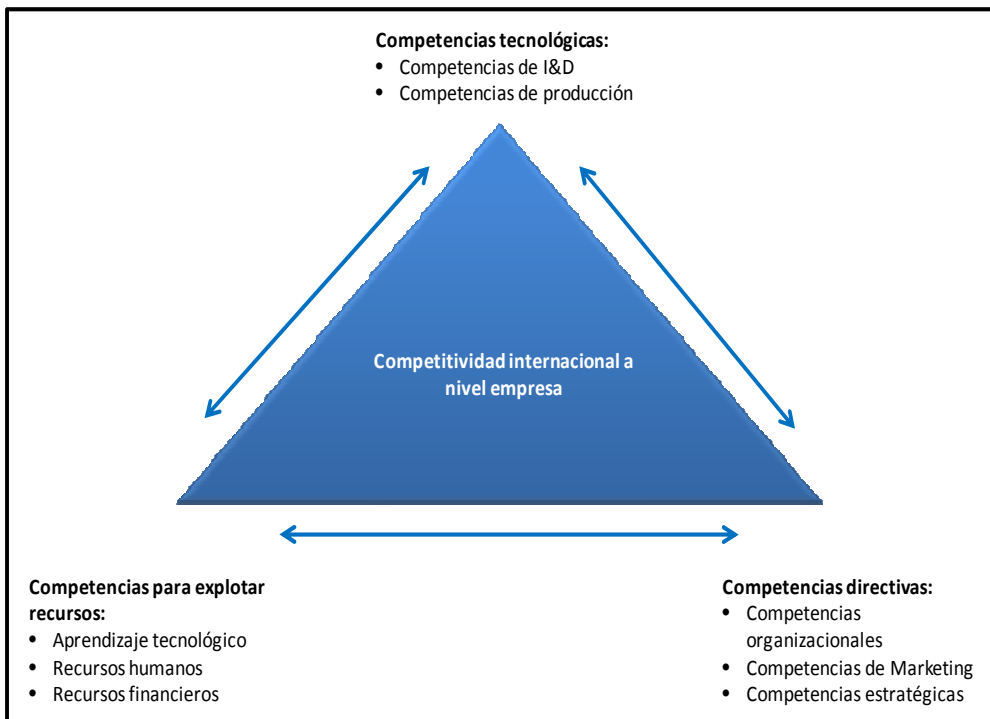 Competencias tecnológicas:
• Competencias de I&D
• Competencias de producción
Competitividad internacional a
nivel empresa
Competencias para explotar
recursos:
• Aprendizaje tecnológico
• Recursos humanos
• Recursos financieros
Competencias directivas:
• Competencias
organizacionales
• Competencias de Marketing
• Competencias estratégicas